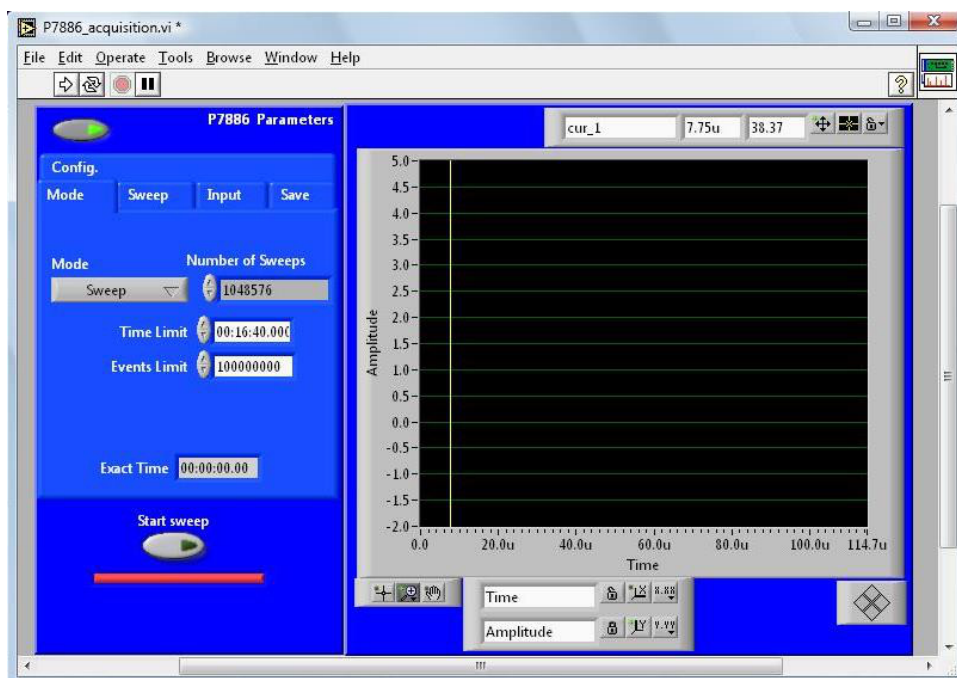 P7886_acquisition.vi *
File Edit Operate Tools Browse Window Help
P7886 Parameters
Config.
Mode Sweep Input Save
Mode
Number of Sweeps
Sweep
1048576
Time Limit 00:16:40.000
Events Limit 100000000
Exact Time 00:00:00.00
Start sweep
cur_1 7.75u 38.37
Amplitude
5.0
4.5
4.0
3.5
3.0
2.5
2.0
1.5
1.0
0.5
0.0
-0.5
-1.0
-1.5
-2.0
0.0 20.0u 40.0u 60.0u 80.0u 100.0u 114.7u
Time
Time X X.XX
Amplitude Y Y.YY